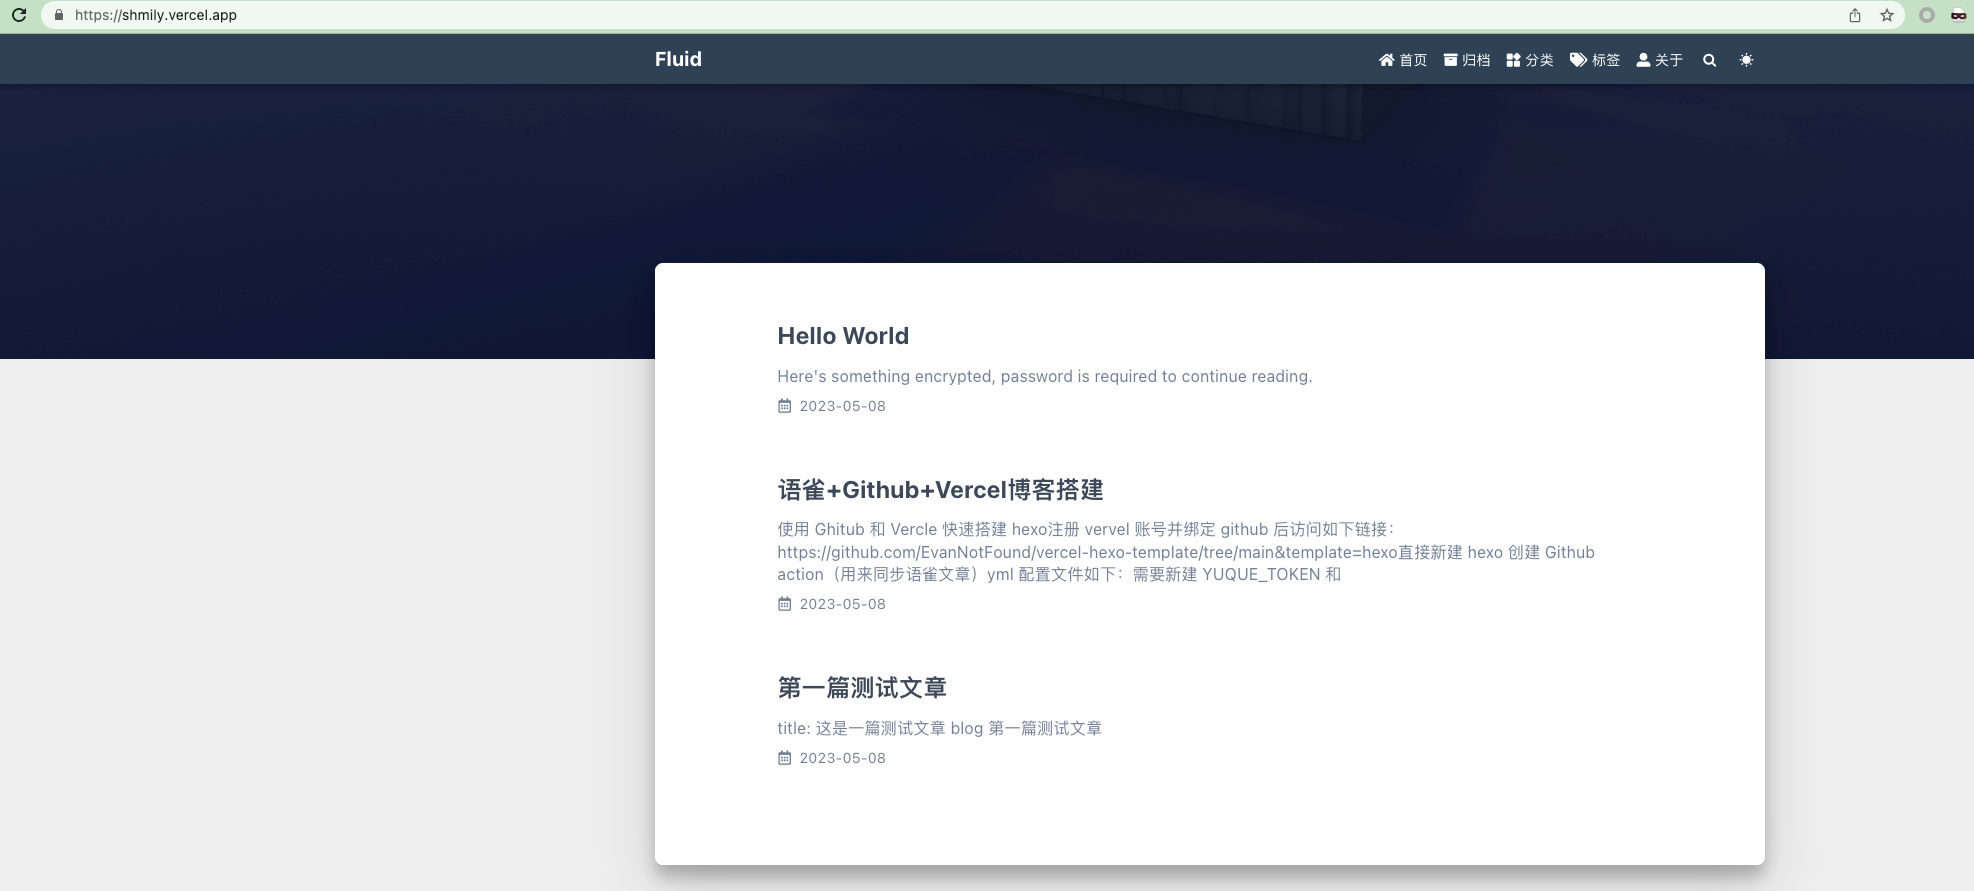 https://shmily.vercel.app
Fluid 首页 归档 分类 标签 关于
Hello World
Here's something encrypted, password is required to continue reading.
2023-05-08
语雀+Github+Vercel博客搭建
使用 Ghitub 和 Vercle 快速搭建 hexo注册 vervel 账号并绑定 github 后访问如下链接：
https://github.com/EvanNotFound/vercel-hexo-template/tree/main&template=hexo直接新建 hexo 创建 Github
action（用来同步语雀文章）yml 配置文件如下：需要新建 YUQUE_TOKEN 和
2023-05-08
第一篇测试文章
title: 这是一篇测试文章 blog 第一篇测试文章
2023-05-08